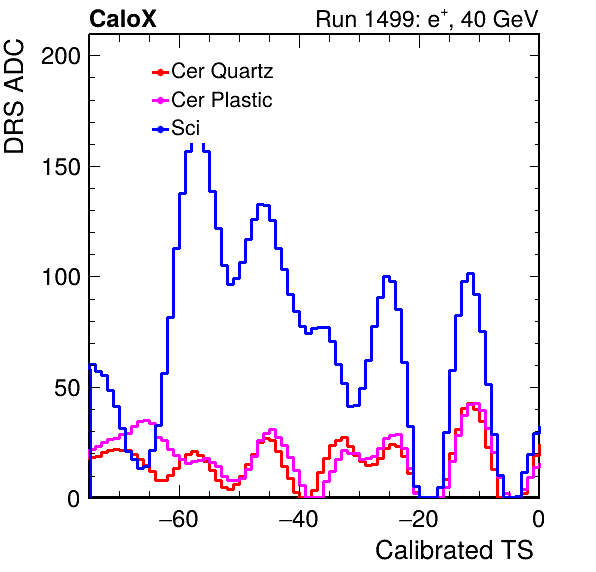 CaloX Run 1499: e⁺, 40 GeV
DRS ADC
200
150
100
50
0
Cer Quartz
Cer Plastic
Sci
−60 −40 −20 0
Calibrated TS